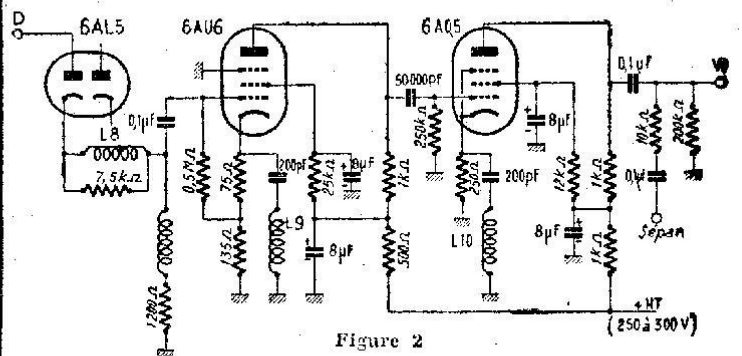 D
6AL5
6AU6
6AQ5
50000pF
0,1µF
VD
L8
0,1µF
7,5kΩ
0,5MΩ
75Ω
200pF
25kΩ
8µF
1kΩ
250kΩ
250Ω
200pF
8µF
12kΩ
1kΩ
10kΩ
200kΩ
0,1µF
L9
L10
135Ω
8µF
500Ω
8µF
1kΩ
Sépar
1200Ω
+HT
(250 à 300V)
Figure 2